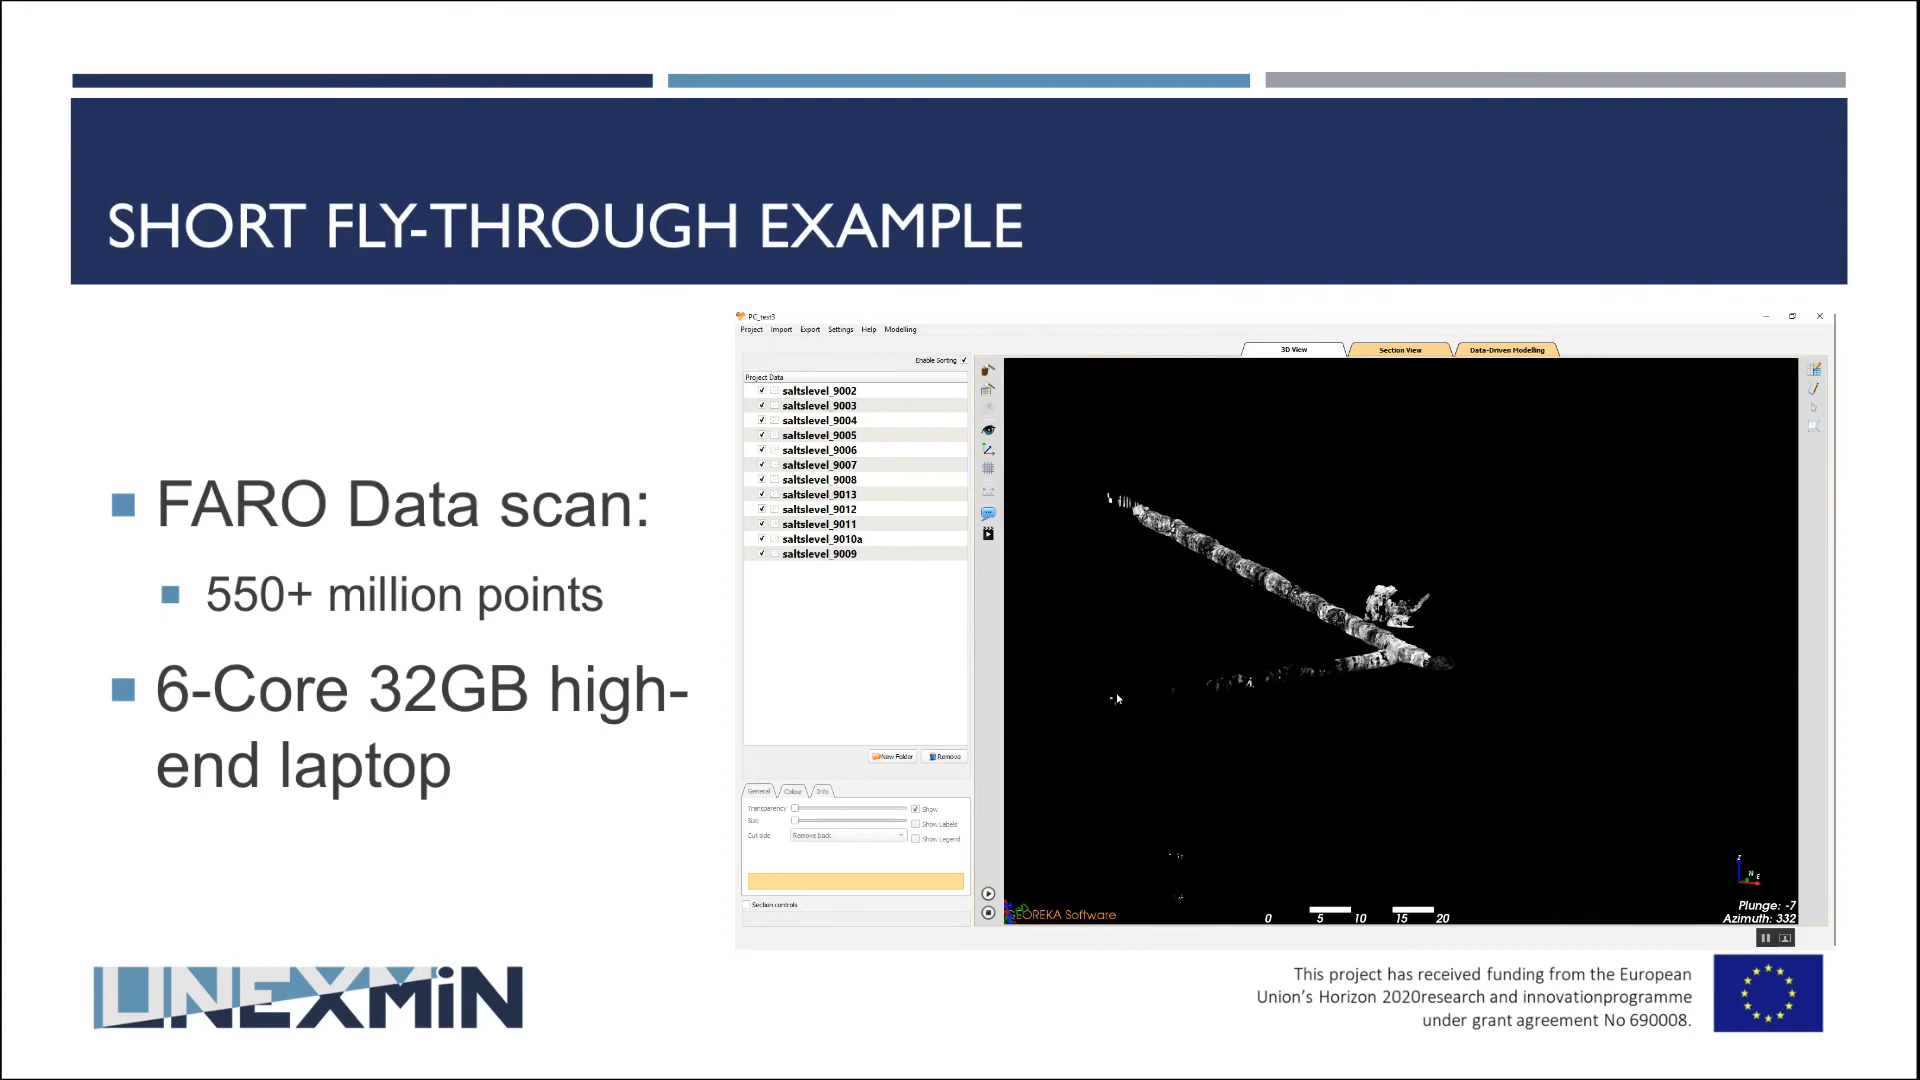 SHORT FLY-THROUGH EXAMPLE
FARO Data scan:
550+ million points
6-Core 32GB high-
end laptop
PC_test3
Project Import Export Settings Help Modelling
Enable Sorting
3D View Section View Data-Driven Modelling
Project Data
saltslevel_9002
saltslevel_9003
saltslevel_9004
saltslevel_9005
saltslevel_9006
saltslevel_9007
saltslevel_9008
saltslevel_9013
saltslevel_9012
saltslevel_9011
saltslevel_9010a
saltslevel_9009
New Folder Remove
General Colour Info
Transparency Show
Size Show Labels
Cut side Remove back Show Legend
Section controls
EOREKA Software
0 5 10 15 20
Z
N E
Plunge: -7
Azimuth: 332
UNEXMiN
This project has received funding from the European
Union's Horizon 2020research and innovationprogramme
under grant agreement No 690008.